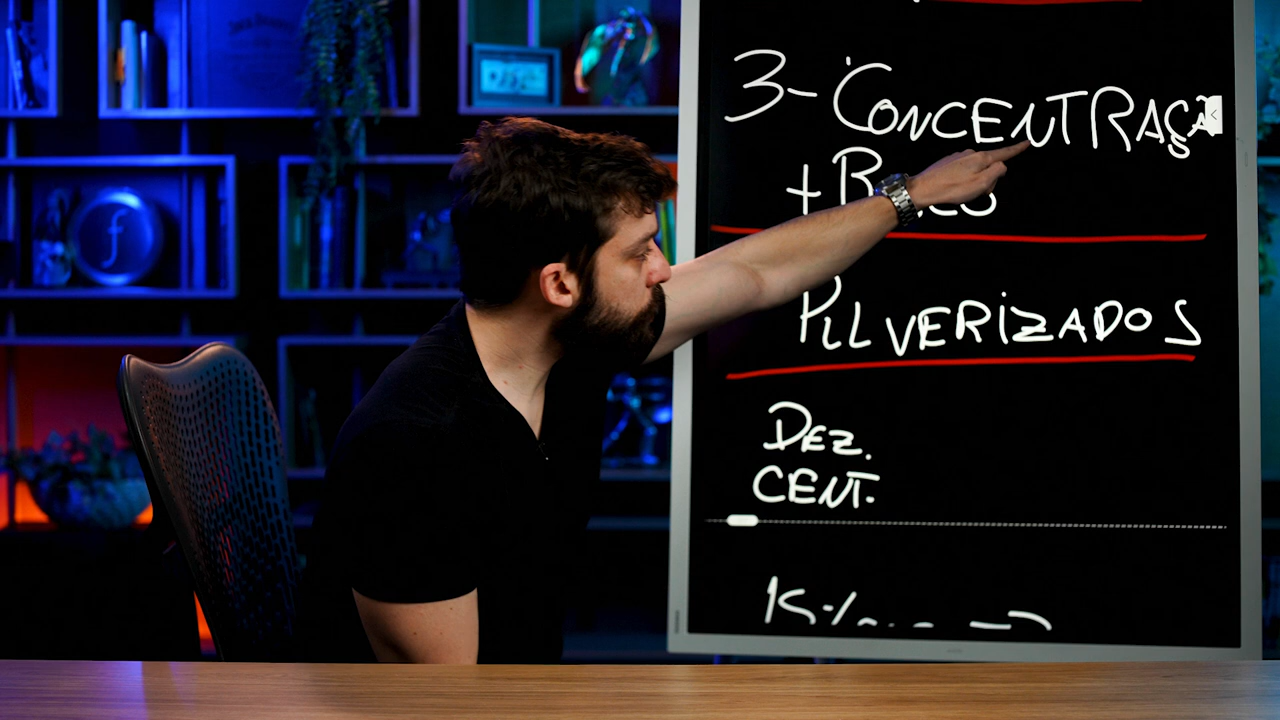 3- CONCENTRAÇÃ
+
PULVERIZADOS
DEZ.
CENT.
f